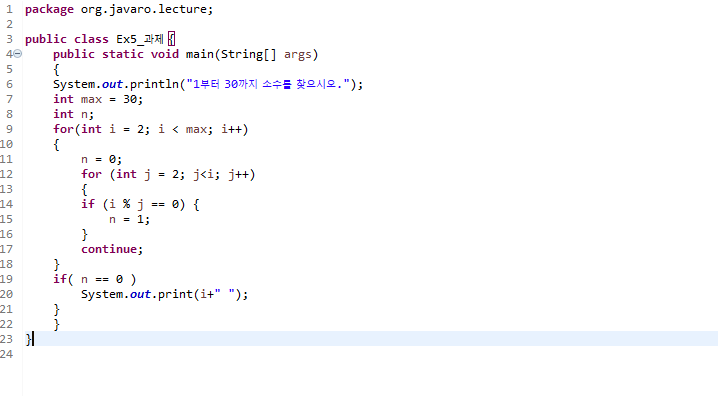 1 package org.javaro.lecture;
2
3 public class Ex5_과제 {
4 public static void main(String[] args)
5 {
6 System.out.println("1부터 30까지 소수를 찾으시오.");
7 int max = 30;
8 int n;
9 for(int i = 2; i < max; i++)
10 {
11 n = 0;
12 for (int j = 2; j<i; j++)
13 {
14 if (i % j == 0) {
15 n = 1;
16 }
17 continue;
18 }
19 if( n == 0 )
20 System.out.print(i+" ");
21 }
22 }
23 }
24